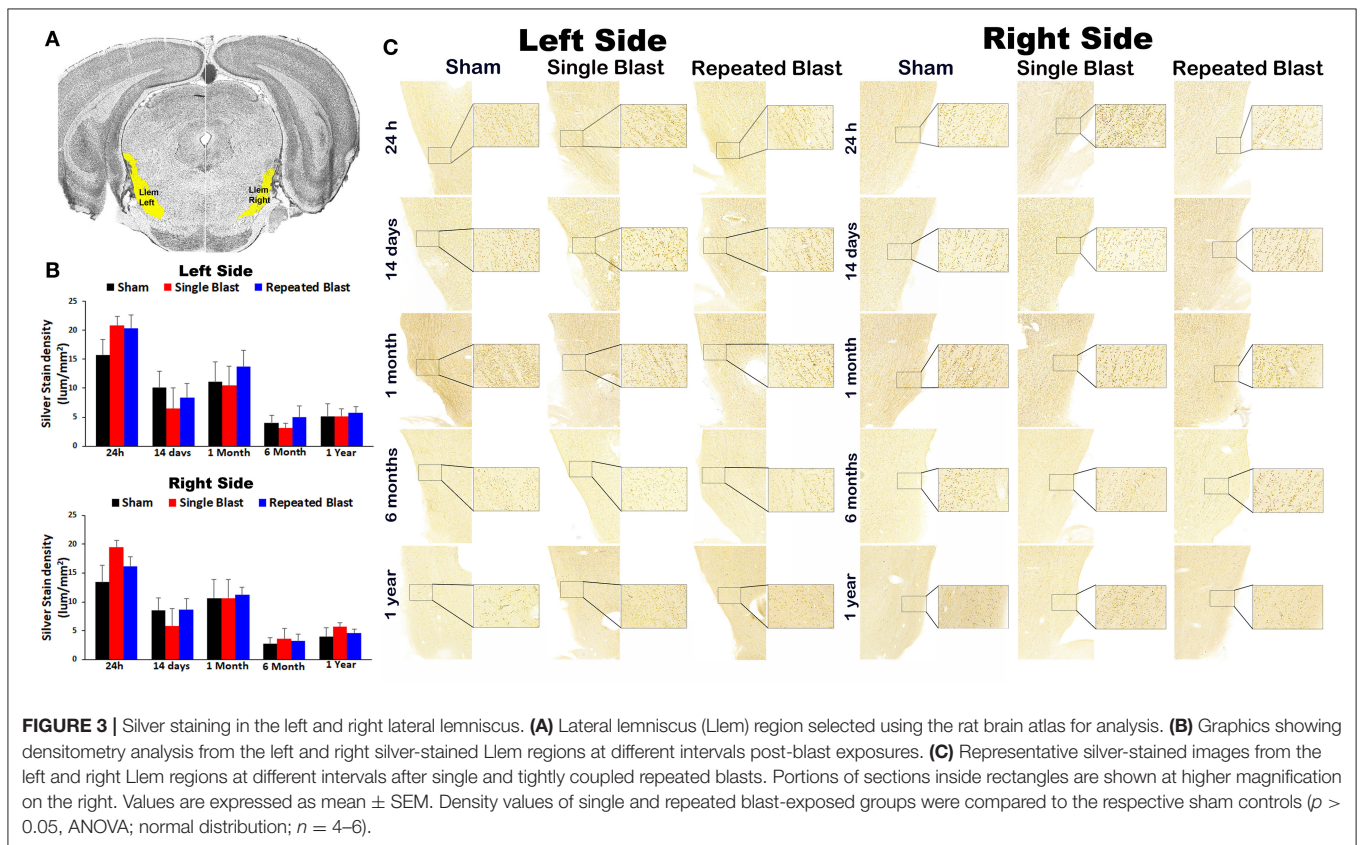 A
Llem
Left
Llem
Right
B
Left Side
Sham Single Blast Repeated Blast
Silver Stain density
(lum/mm²)
25
20
15
10
5
0
24h 14 days 1 Month 6 Month 1 Year
Right Side
Sham Single Blast Repeated Blast
Silver Stain density
(lum/mm²)
25
20
15
10
5
0
24h 14 days 1 Month 6 Month 1 Year
C
Left Side
Sham Single Blast Repeated Blast
24 h
14 days
1 month
6 months
1 year
Right Side
Sham Single Blast Repeated Blast
24 h
14 days
1 month
6 months
1 year
FIGURE 3 | Silver staining in the left and right lateral lemniscus. (A) Lateral lemniscus (Llem) region selected using the rat brain atlas for analysis. (B) Graphics showing
densitometry analysis from the left and right silver-stained Llem regions at different intervals post-blast exposures. (C) Representative silver-stained images from the
left and right Llem regions at different intervals after single and tightly coupled repeated blasts. Portions of sections inside rectangles are shown at higher magnification
on the right. Values are expressed as mean ± SEM. Density values of single and repeated blast-exposed groups were compared to the respective sham controls (p >
0.05, ANOVA; normal distribution; n = 4–6).